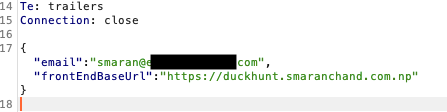 14 Te: trailers
15 Connection: close
16
17 {
"email":"smaran@e com",
"frontEndBaseUrl":"https://duckhunt.smaranchand.com.np"
}
18